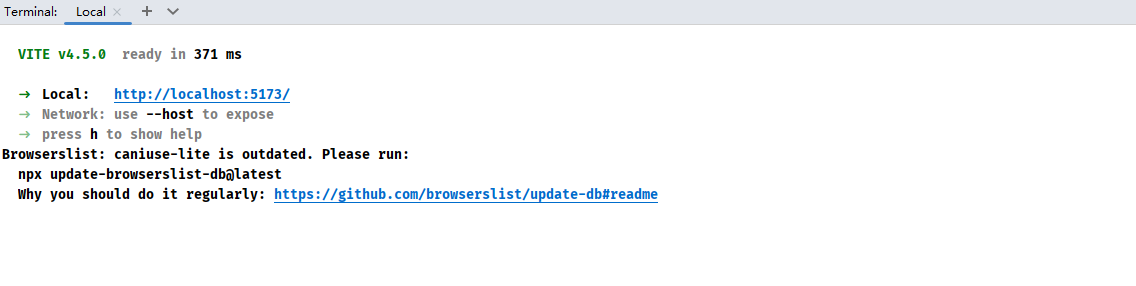 Terminal: Local × + ∨
VITE v4.5.0 ready in 371 ms
→ Local: http://localhost:5173/
→ Network: use --host to expose
→ press h to show help
Browserslist: caniuse-lite is outdated. Please run:
npx update-browserslist-db@latest
Why you should do it regularly: https://github.com/browserslist/update-db#readme